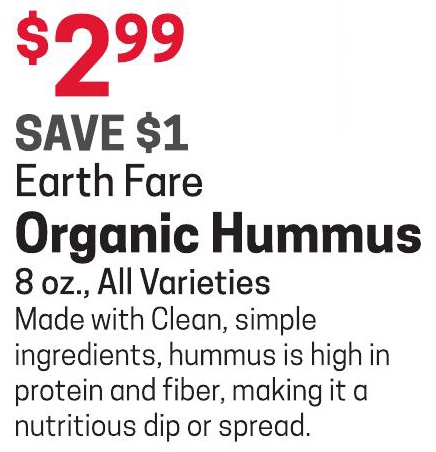 $2.99
SAVE $1
Earth Fare
Organic Hummus
8 oz., All Varieties
Made with Clean, simple
ingredients, hummus is high in
protein and fiber, making it a
nutritious dip or spread.